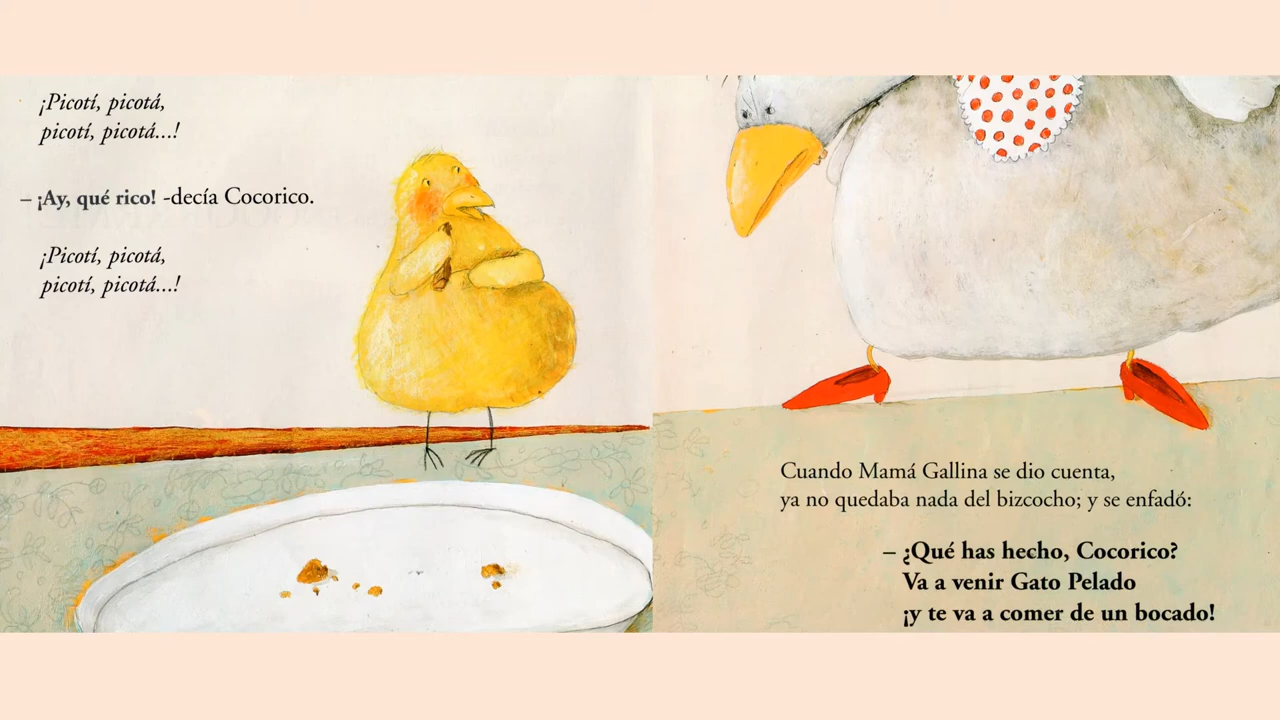 ¡Picotí, picotá,
picotí, picotá...!
– ¡Ay, qué rico! -decía Cocorico.
¡Picotí, picotá,
picotí, picotá...!
Cuando Mamá Gallina se dio cuenta,
ya no quedaba nada del bizcocho; y se enfadó:
– ¿Qué has hecho, Cocorico?
Va a venir Gato Pelado
¡y te va a comer de un bocado!